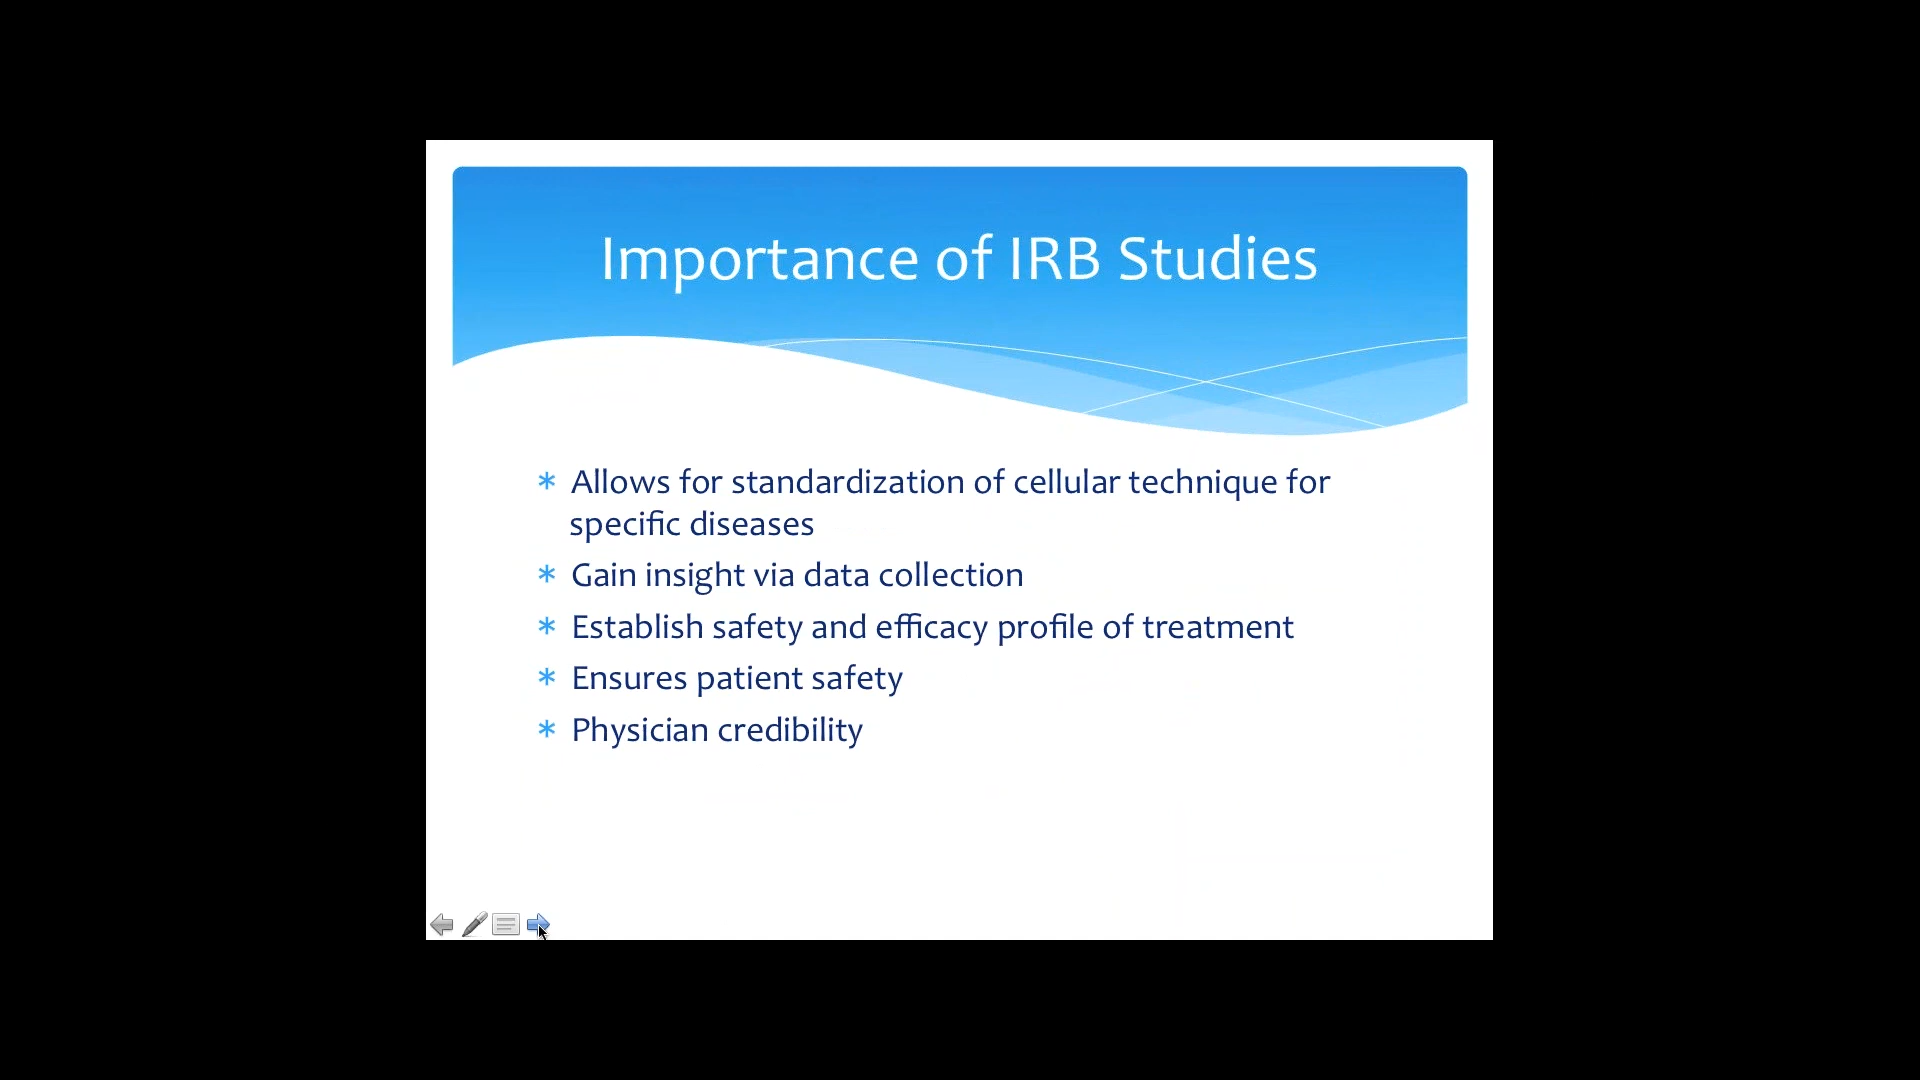 Importance of IRB Studies
* Allows for standardization of cellular technique for
specific diseases
* Gain insight via data collection
* Establish safety and efficacy profile of treatment
* Ensures patient safety
* Physician credibility